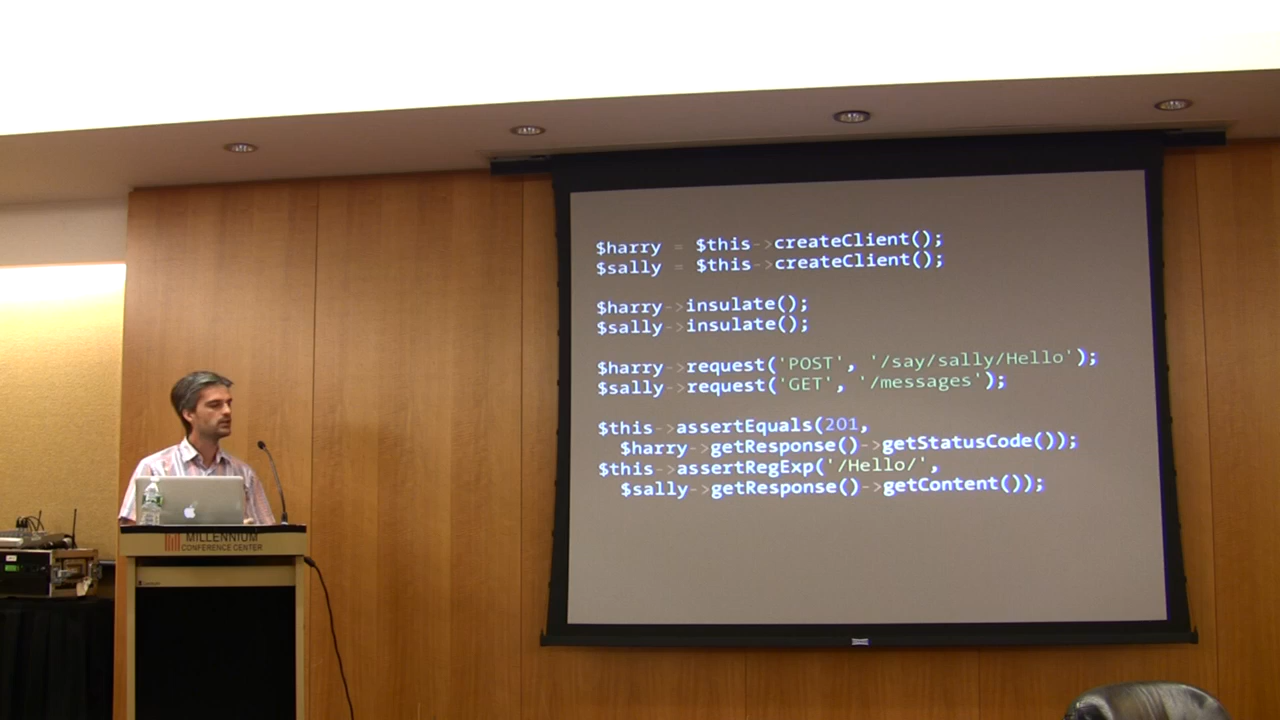 $harry = $this->createClient();
$sally = $this->createClient();
$harry->insulate();
$sally->insulate();
$harry->request('POST', '/say/sally/Hello');
$sally->request('GET', '/messages');
$this->assertEquals(201,
$harry->getResponse()->getStatusCode());
$this->assertRegExp('/Hello/',
$sally->getResponse()->getContent());
MILLENNIUM
CONFERENCE CENTER